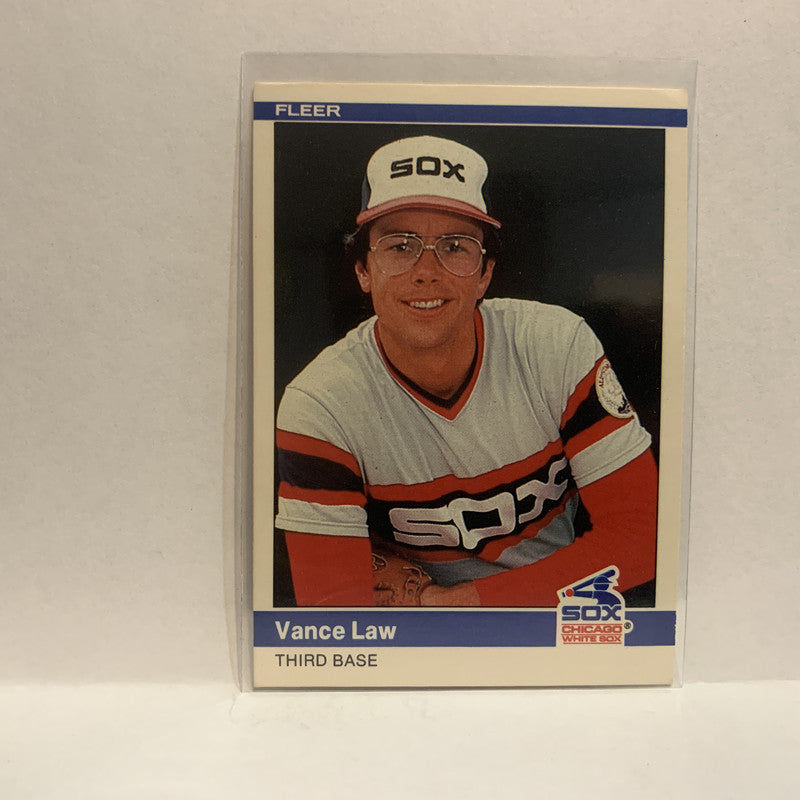 FLEER
SOX
SOX
Vance Law
THIRD BASE
SOX
CHICAGO
WHITE SOX
®